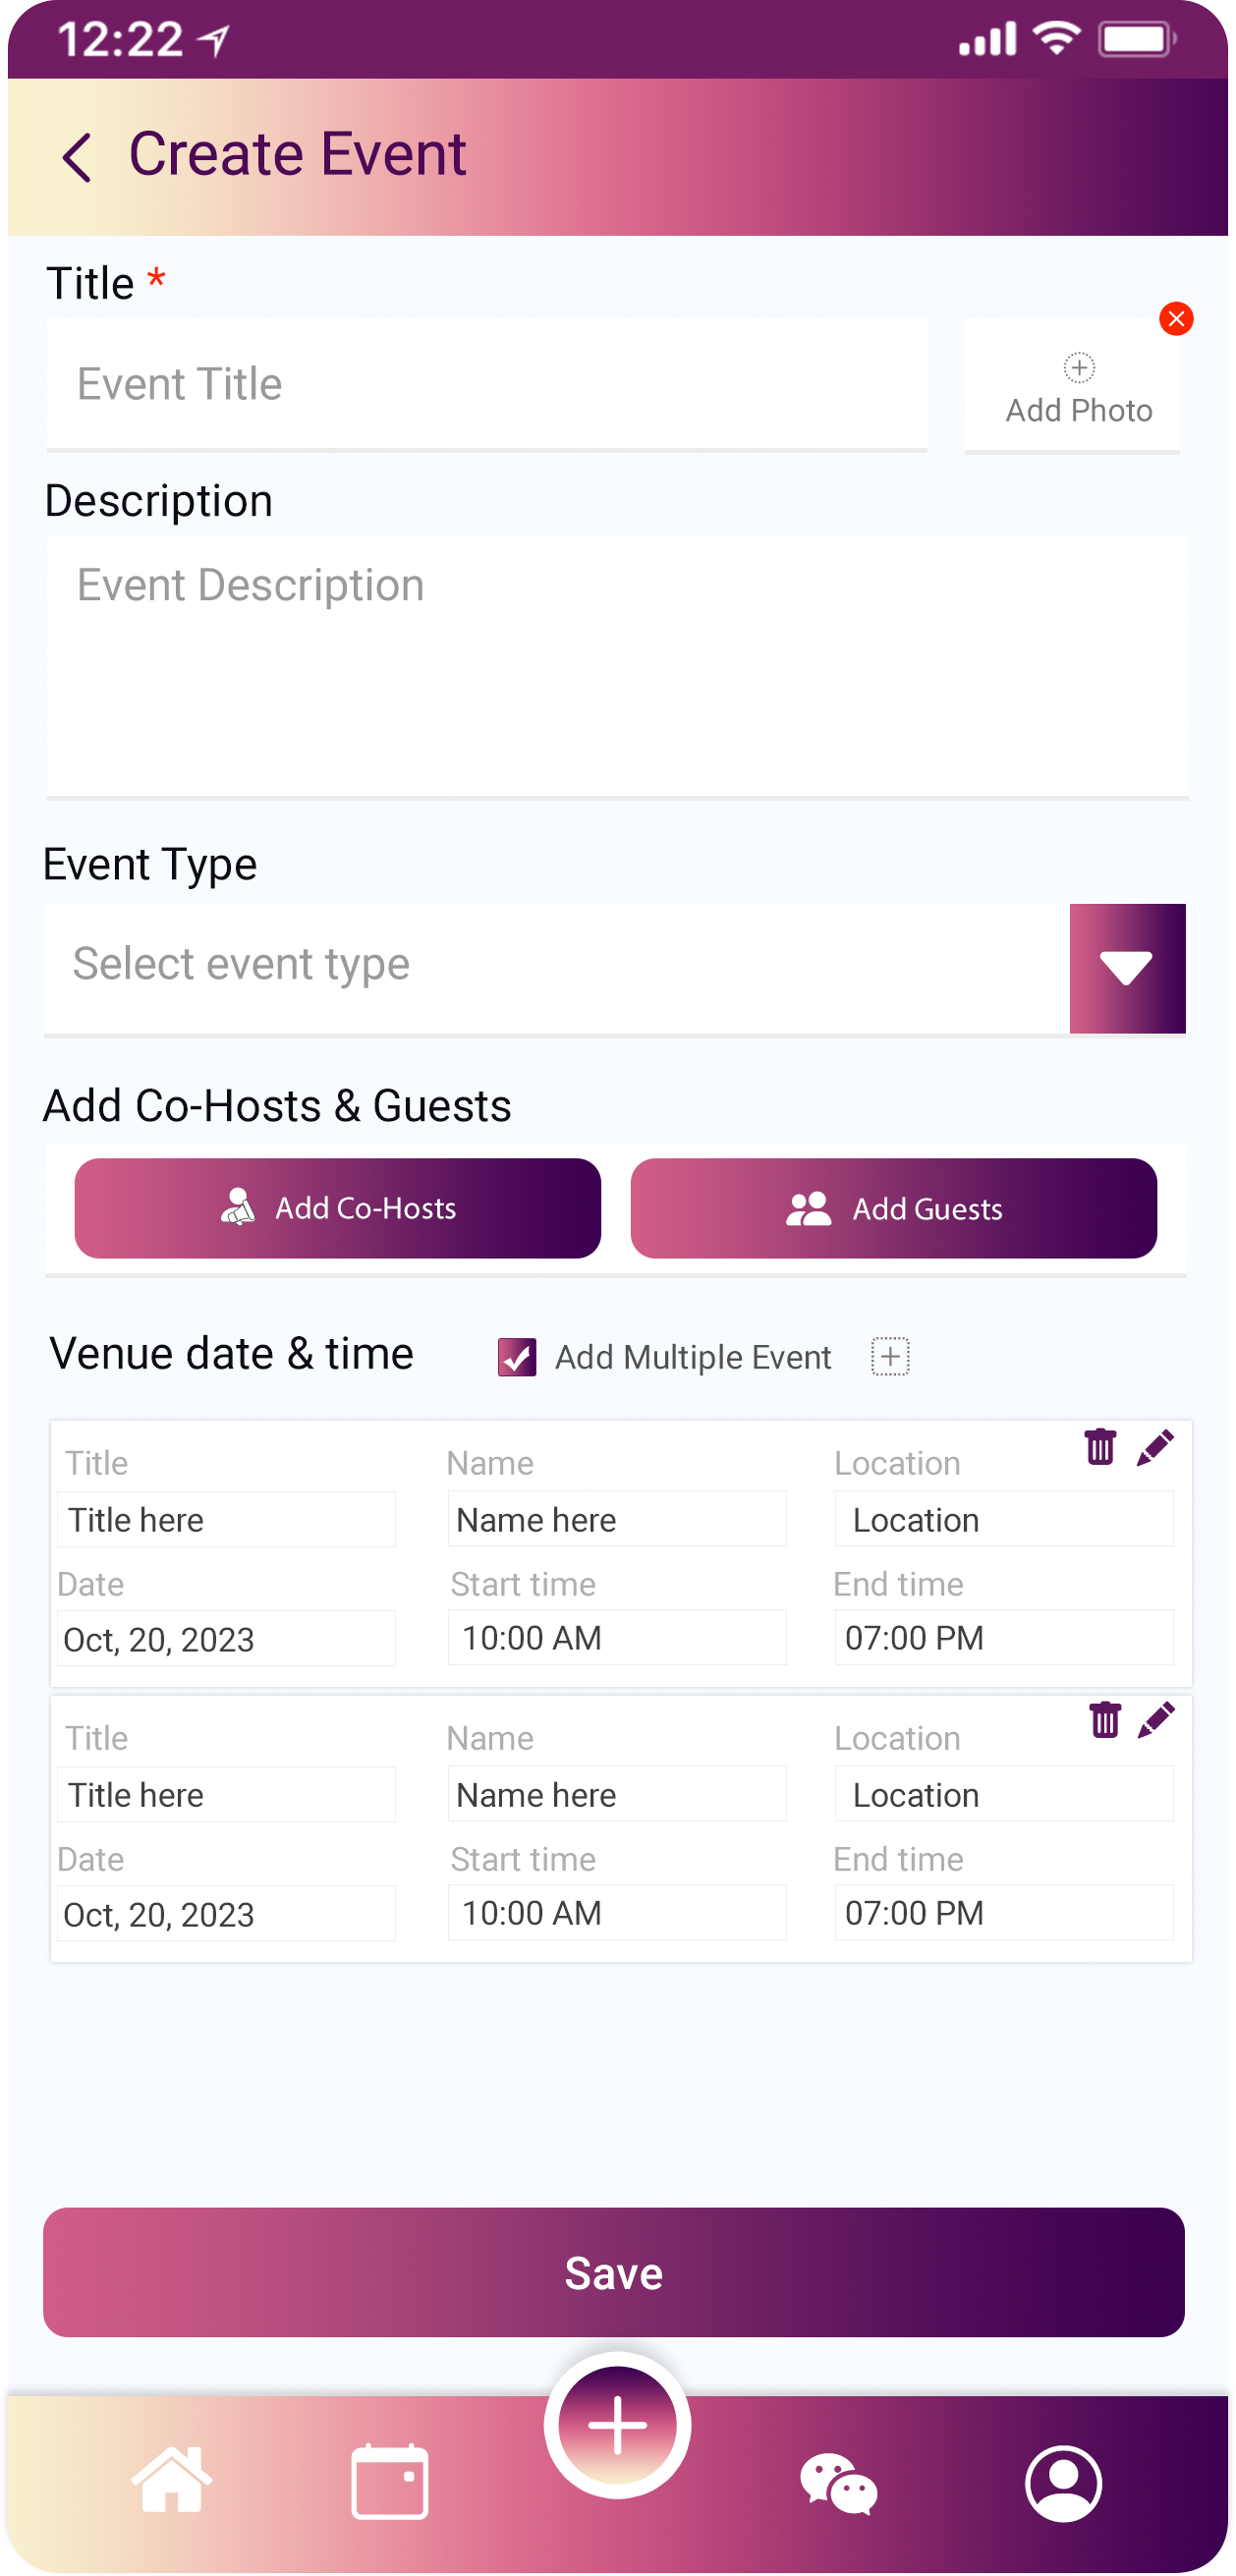 12:22
Create Event
Title *
Event Title
Add Photo
Description
Event Description
Event Type
Select event type
Add Co-Hosts & Guests
Add Co-Hosts
Add Guests
Venue date & time
Add Multiple Event
Title Name Location
Title here Name here Location
Date Start time End time
Oct, 20, 2023 10:00 AM 07:00 PM
Title Name Location
Title here Name here Location
Date Start time End time
Oct, 20, 2023 10:00 AM 07:00 PM
Save